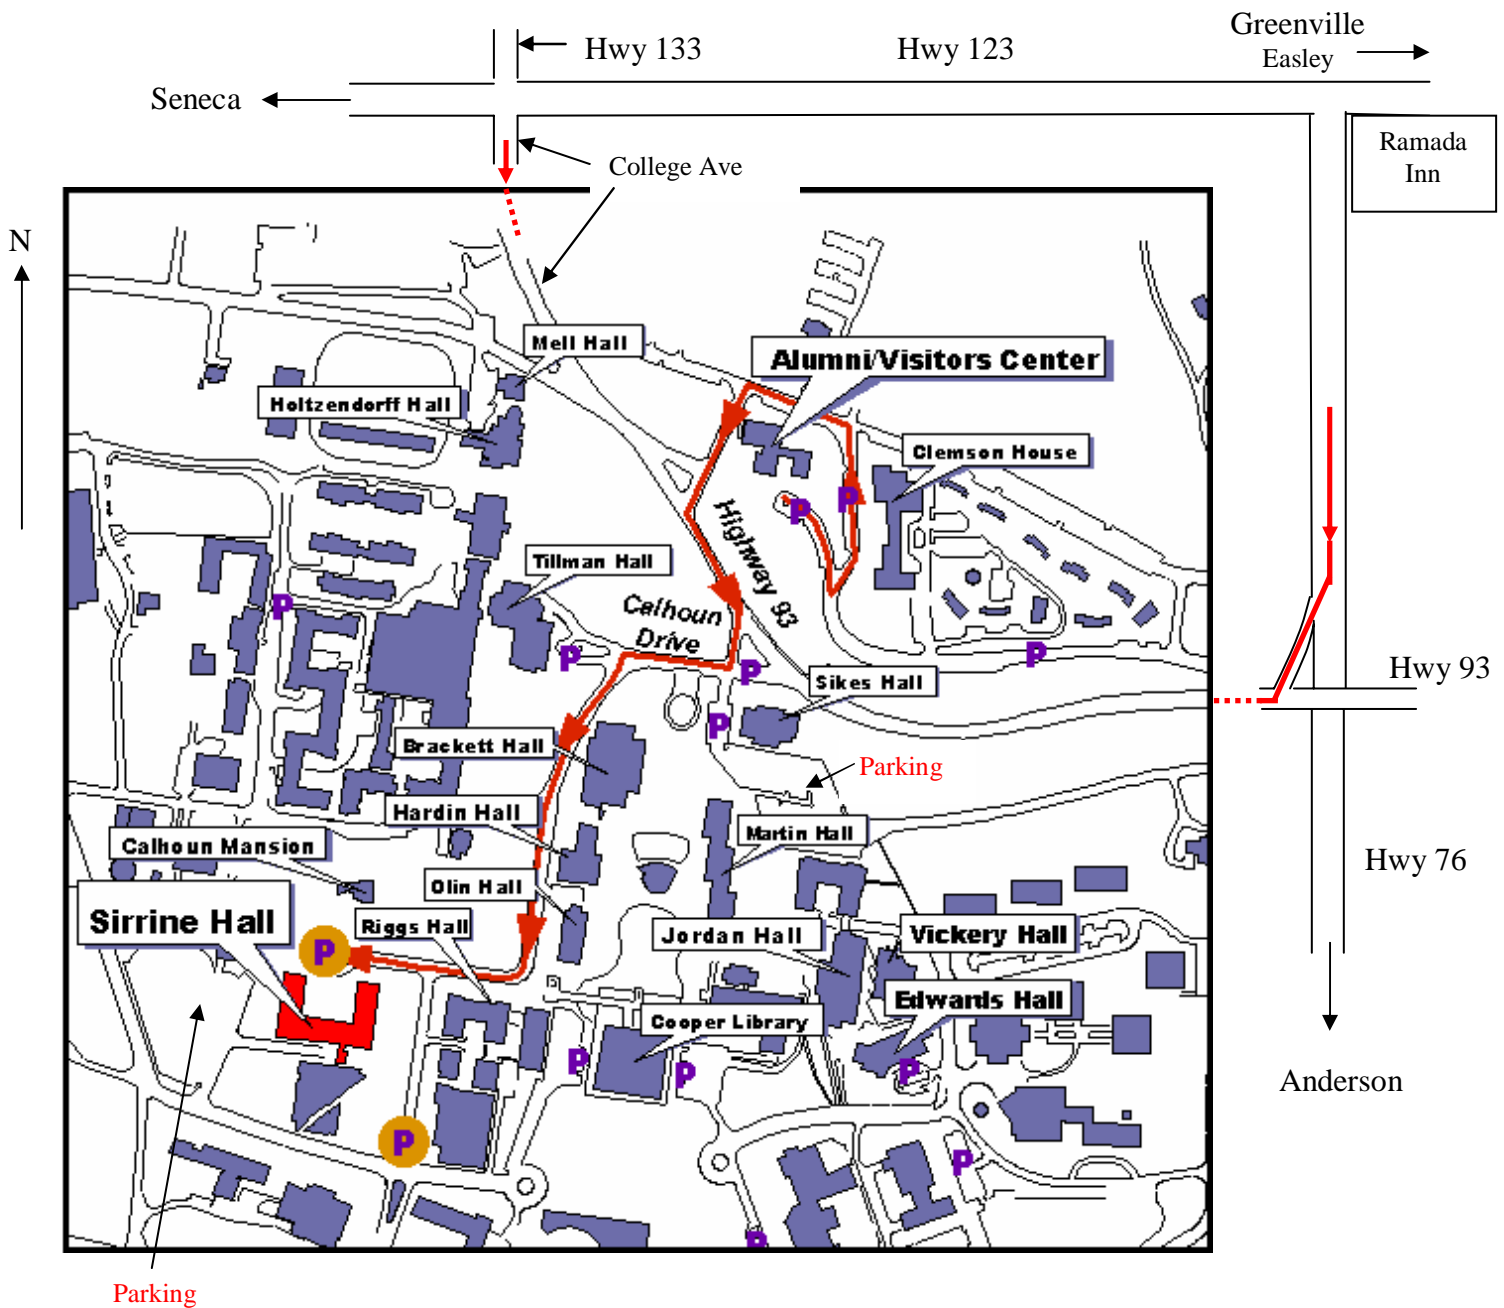 Greenville
Hwy 133
Hwy 123
Easley
Seneca
College Ave
Ramada
Inn
N
Mell Hall
Alumni/Visitors Center
Holtzendorff Hall
Clemson House
Highway 93
Tillman Hall
Calhoun
Drive
P
P
P
P
P
P
P
Sikes Hall
Hwy 93
Brackett Hall
Parking
Hardin Hall
Martin Hall
Calhoun Mansion
Hwy 76
Olin Hall
Sirrine Hall
Riggs Hall
Jordan Hall
Vickery Hall
P
Edwards Hall
Cooper Library
P
P
P
Anderson
P
P
P
Parking